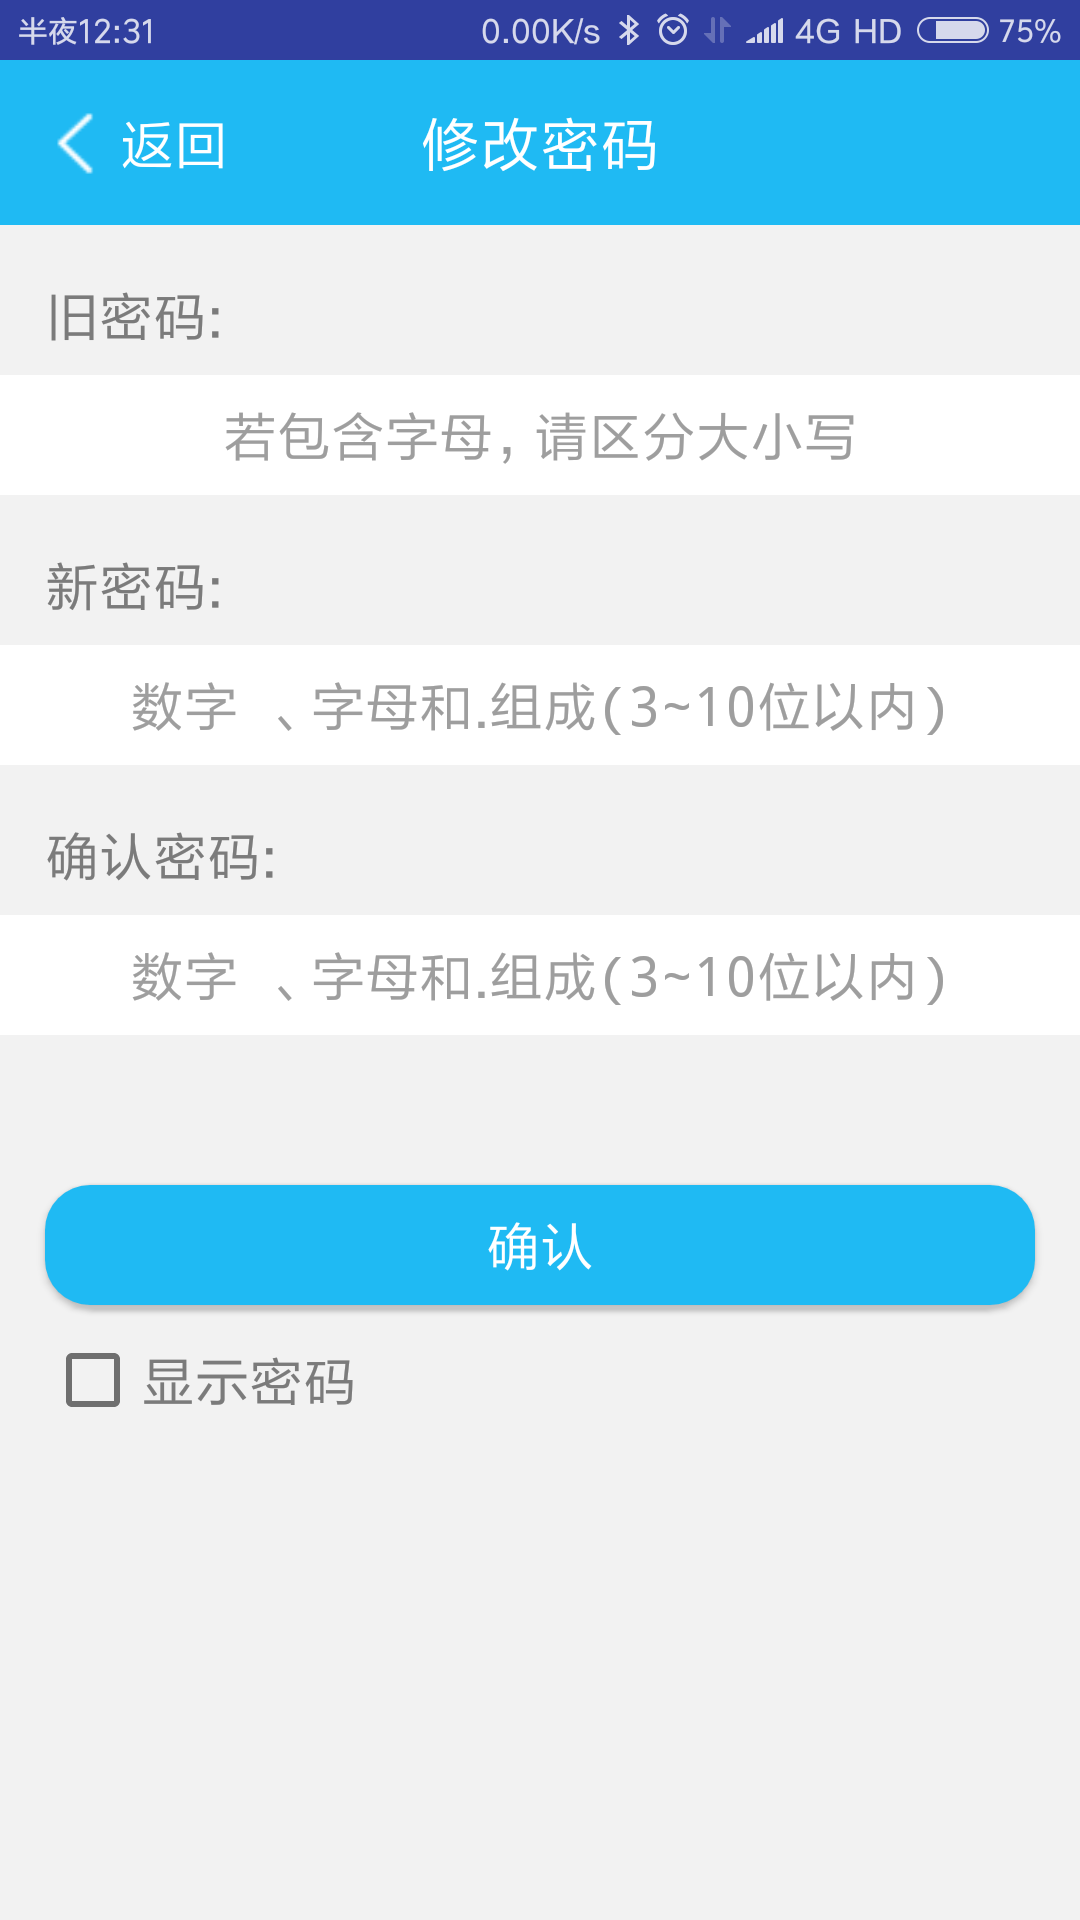 半夜12:31 0.00K/s 4G HD 75%
返回 修改密码
旧密码:
若包含字母,请区分大小写
新密码:
数字 、字母和.组成(3~10位以内)
确认密码:
数字 、字母和.组成(3~10位以内)
确认
显示密码